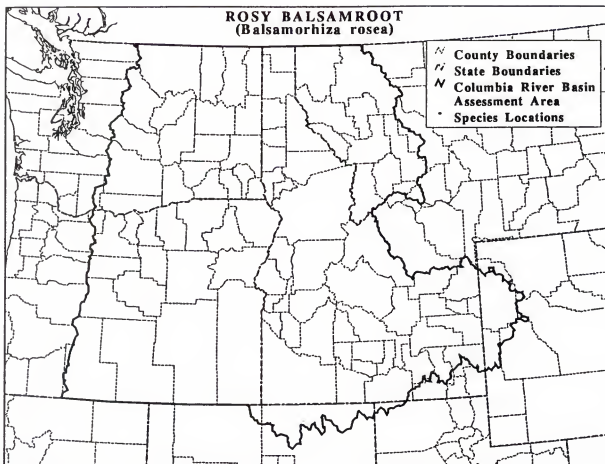 ROSY BALSAMROOT
(Balsamorhiza rosea)
County Boundaries
State Boundaries
Columbia River Basin
Assessment Area
Species Locations